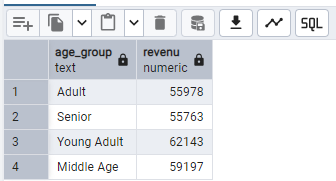 SQL
age_group revenu
text numeric
1 Adult 55978
2 Senior 55763
3 Young Adult 62143
4 Middle Age 59197